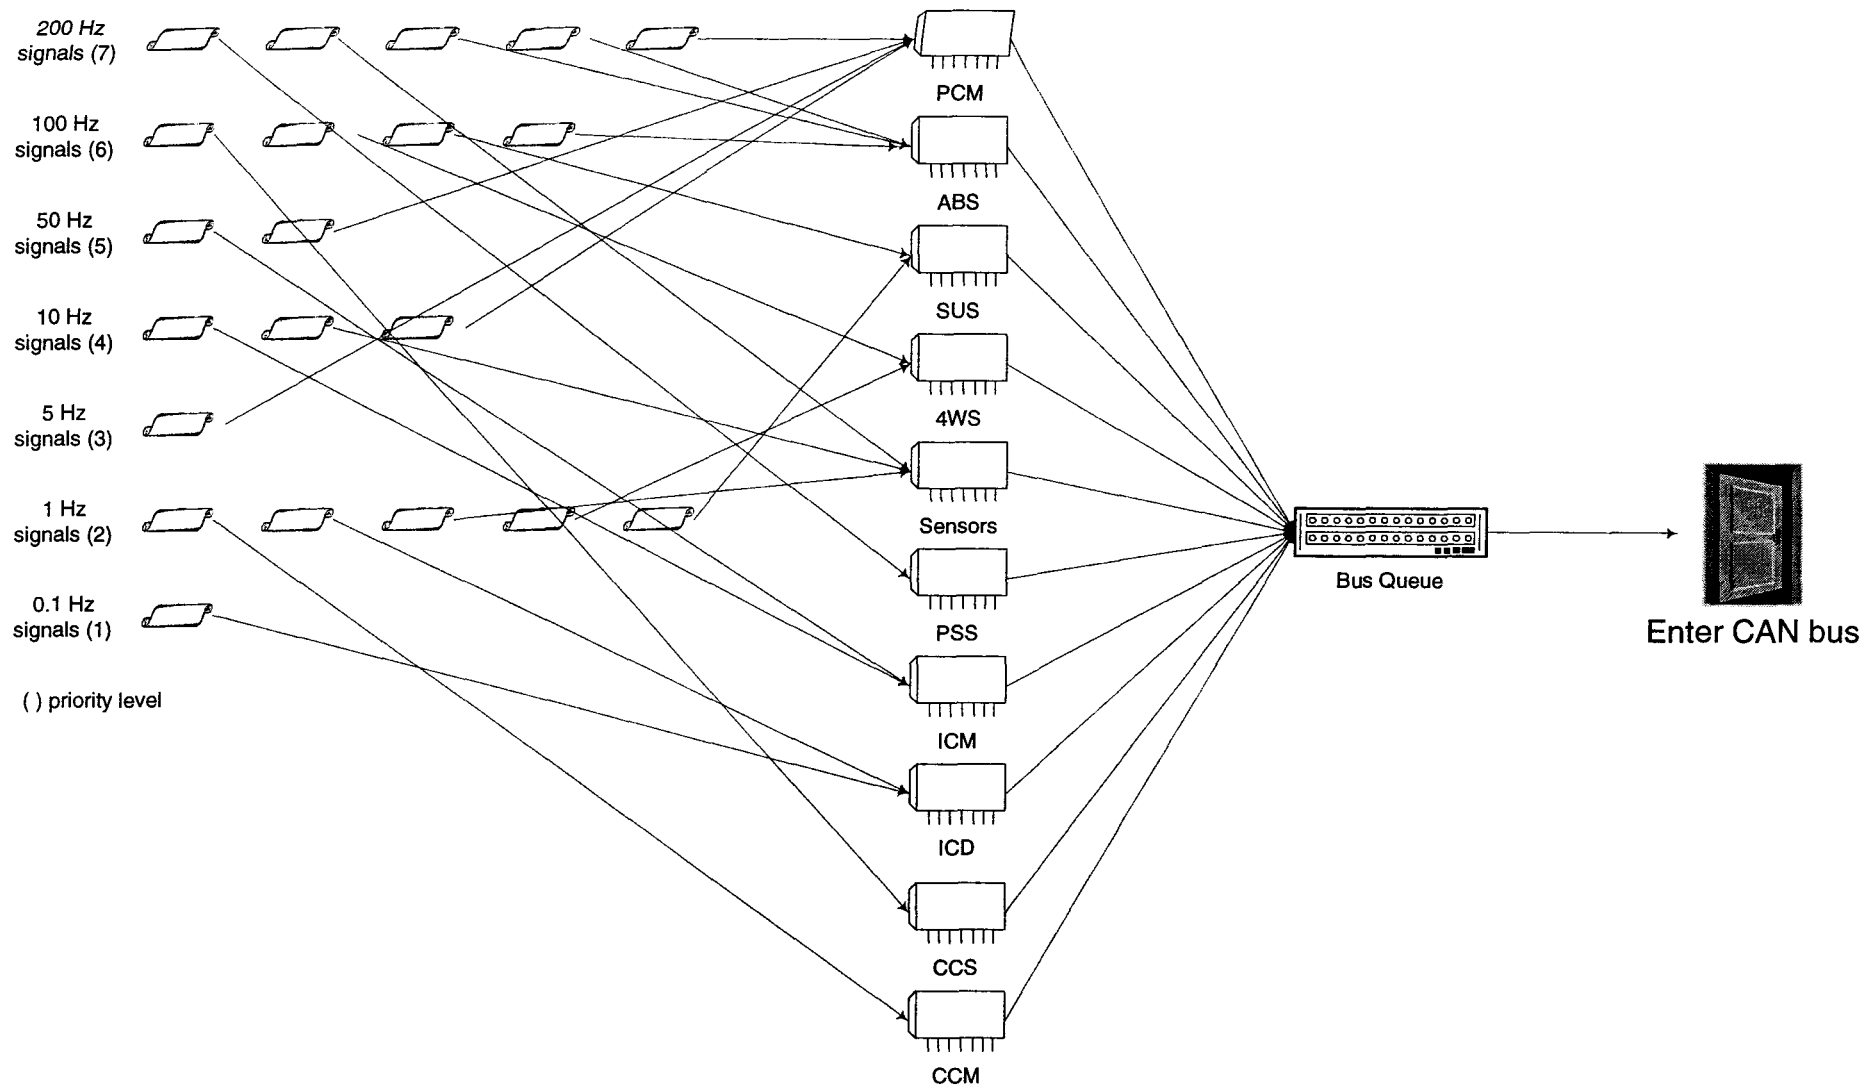 200 Hz
signals (7)
100 Hz
signals (6)
50 Hz
signals (5)
10 Hz
signals (4)
5 Hz
signals (3)
1 Hz
signals (2)
0.1 Hz
signals (1)
( ) priority level
PCM
ABS
SUS
4WS
Sensors
PSS
ICM
ICD
CCS
CCM
Bus Queue
Enter CAN bus